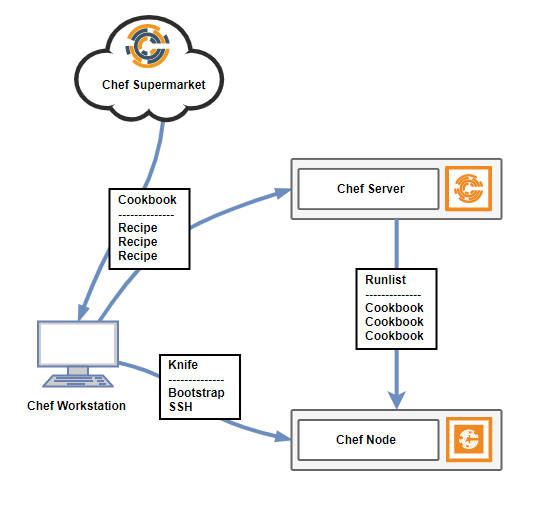 Chef Supermarket
Cookbook
--------------
Recipe
Recipe
Recipe
Chef Server
Runlist
--------------
Cookbook
Cookbook
Cookbook
Chef Workstation
Knife
--------------
Bootstrap
SSH
Chef Node